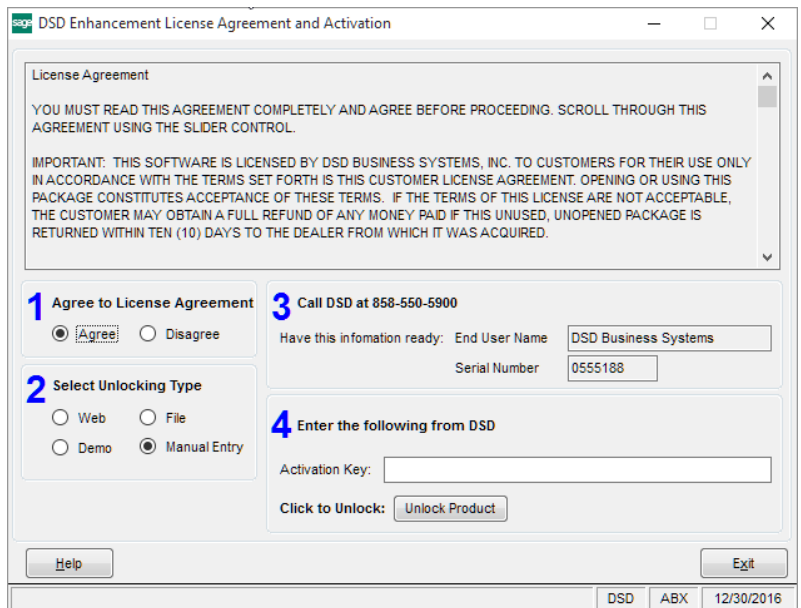 sage DSD Enhancement License Agreement and Activation
License Agreement
YOU MUST READ THIS AGREEMENT COMPLETELY AND AGREE BEFORE PROCEEDING. SCROLL THROUGH THIS
AGREEMENT USING THE SLIDER CONTROL.
IMPORTANT: THIS SOFTWARE IS LICENSED BY DSD BUSINESS SYSTEMS, INC. TO CUSTOMERS FOR THEIR USE ONLY
IN ACCORDANCE WITH THE TERMS SET FORTH IS THIS CUSTOMER LICENSE AGREEMENT. OPENING OR USING THIS
PACKAGE CONSTITUTES ACCEPTANCE OF THESE TERMS. IF THE TERMS OF THIS LICENSE ARE NOT ACCEPTABLE,
THE CUSTOMER MAY OBTAIN A FULL REFUND OF ANY MONEY PAID IF THIS UNUSED, UNOPENED PACKAGE IS
RETURNED WITHIN TEN (10) DAYS TO THE DEALER FROM WHICH IT WAS ACQUIRED.
1 Agree to License Agreement
Agree Disagree
2 Select Unlocking Type
Web File
Demo Manual Entry
3 Call DSD at 858-550-5900
Have this infomation ready: End User Name DSD Business Systems
Serial Number 0555188
4 Enter the following from DSD
Activation Key:
Click to Unlock: Unlock Product
Help Exit
DSD ABX 12/30/2016